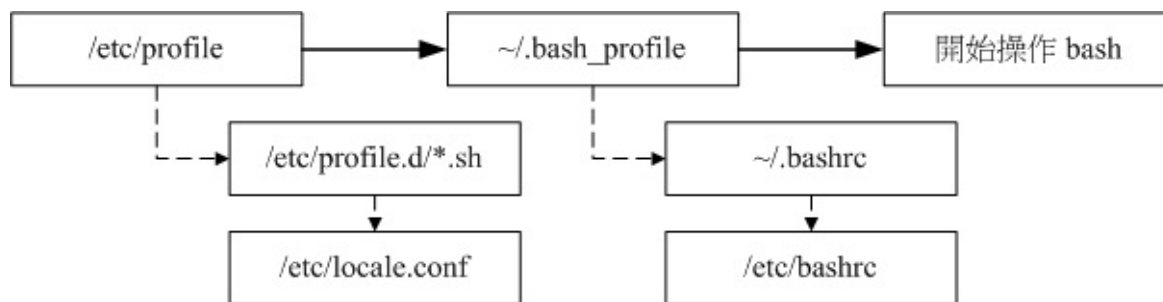 /etc/profile
~/.bash_profile
開始操作 bash
/etc/profile.d/*.sh
~/.bashrc
/etc/locale.conf
/etc/bashrc